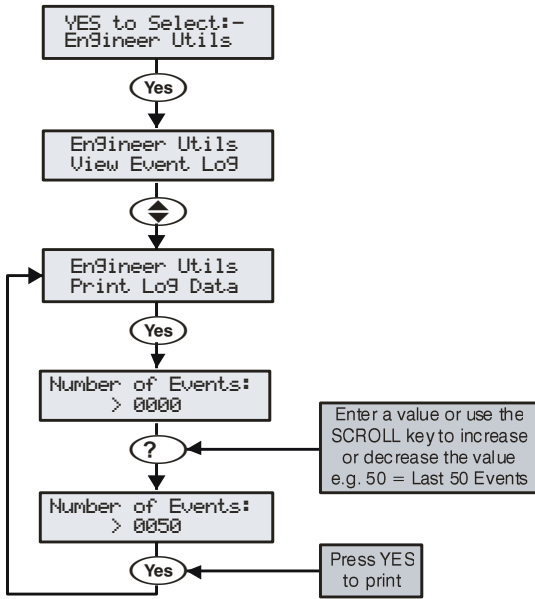 YES to Select:-
Engineer Utils
Yes
Engineer Utils
View Event Log
Engineer Utils
Print Log Data
Yes
Number of Events:
> 0000
?
Enter a value or use the
SCROLL key to increase
or decrease the value
e.g. 50 = Last 50 Events
Number of Events:
> 0050
Yes
Press YES
to print